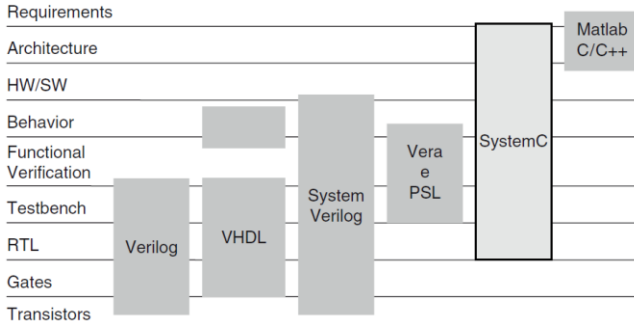 Requirements
Architecture
HW/SW
Behavior
Functional
Verification
Testbench
RTL
Gates
Transistors
Verilog
VHDL
System
Verilog
Vera
e
PSL
SystemC
Matlab
C/C++